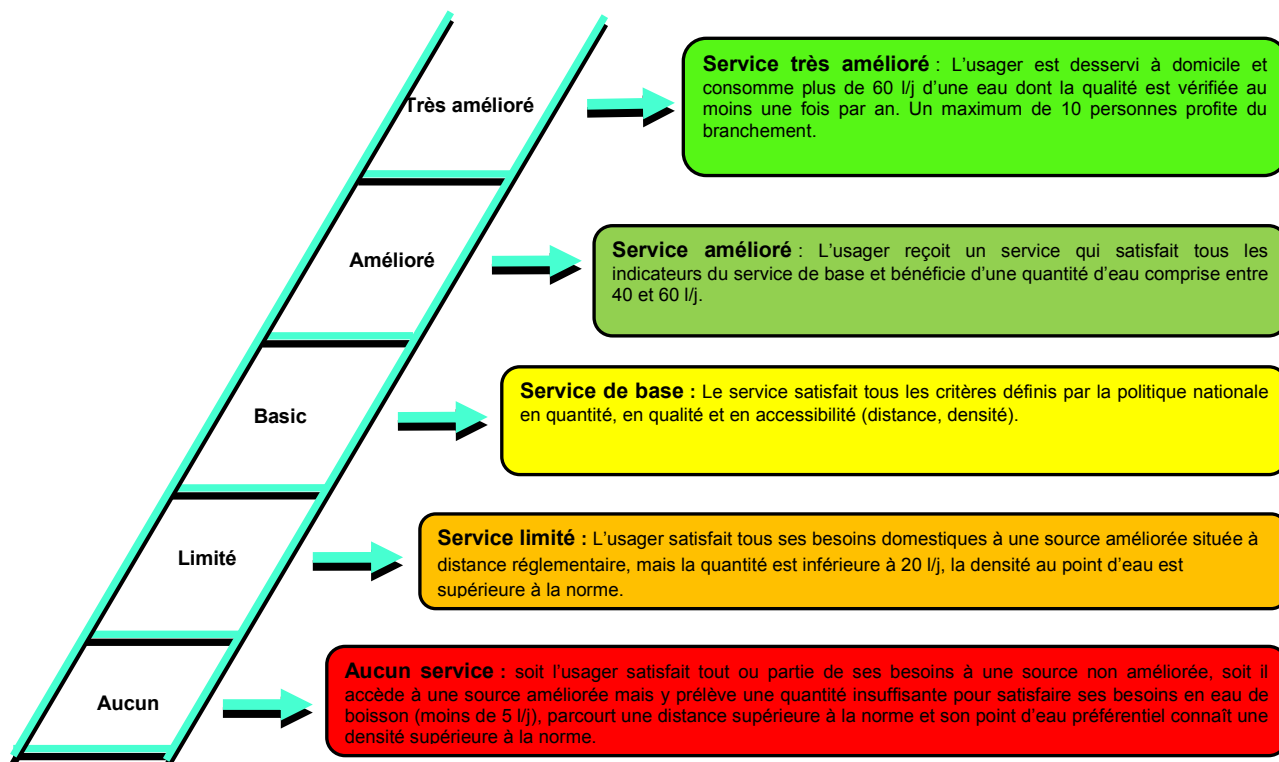 Très amélioré
Service très amélioré : L'usager est desservi à domicile et
consomme plus de 60 l/j d'une eau dont la qualité est vérifiée au
moins une fois par an. Un maximum de 10 personnes profite du
branchement.
Amélioré
Service amélioré : L'usager reçoit un service qui satisfait tous les
indicateurs du service de base et bénéficie d'une quantité d'eau comprise entre
40 et 60 l/j.
Basic
Service de base : Le service satisfait tous les critères définis par la politique nationale
en quantité, en qualité et en accessibilité (distance, densité).
Limité
Service limité : L'usager satisfait tous ses besoins domestiques à une source améliorée située à
distance réglementaire, mais la quantité est inférieure à 20 l/j, la densité au point d'eau est
supérieure à la norme.
Aucun
Aucun service : soit l'usager satisfait tout ou partie de ses besoins à une source non améliorée, soit il
accède à une source améliorée mais y prélève une quantité insuffisante pour satisfaire ses besoins en eau de
boisson (moins de 5 l/j), parcourt une distance supérieure à la norme et son point d'eau préférentiel connaît une
densité supérieure à la norme.